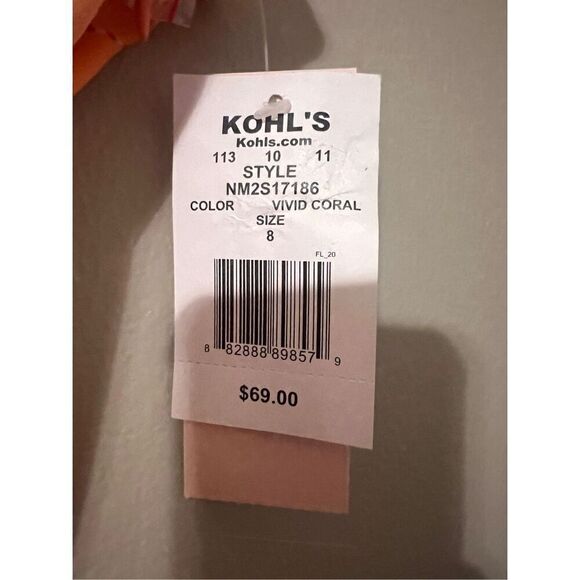 KOHL'S
Kohls.com
113 10 11
STYLE
NM2S17186
COLOR VIVID CORAL
SIZE
8
FL_20
8 82888 89857 9
$69.00